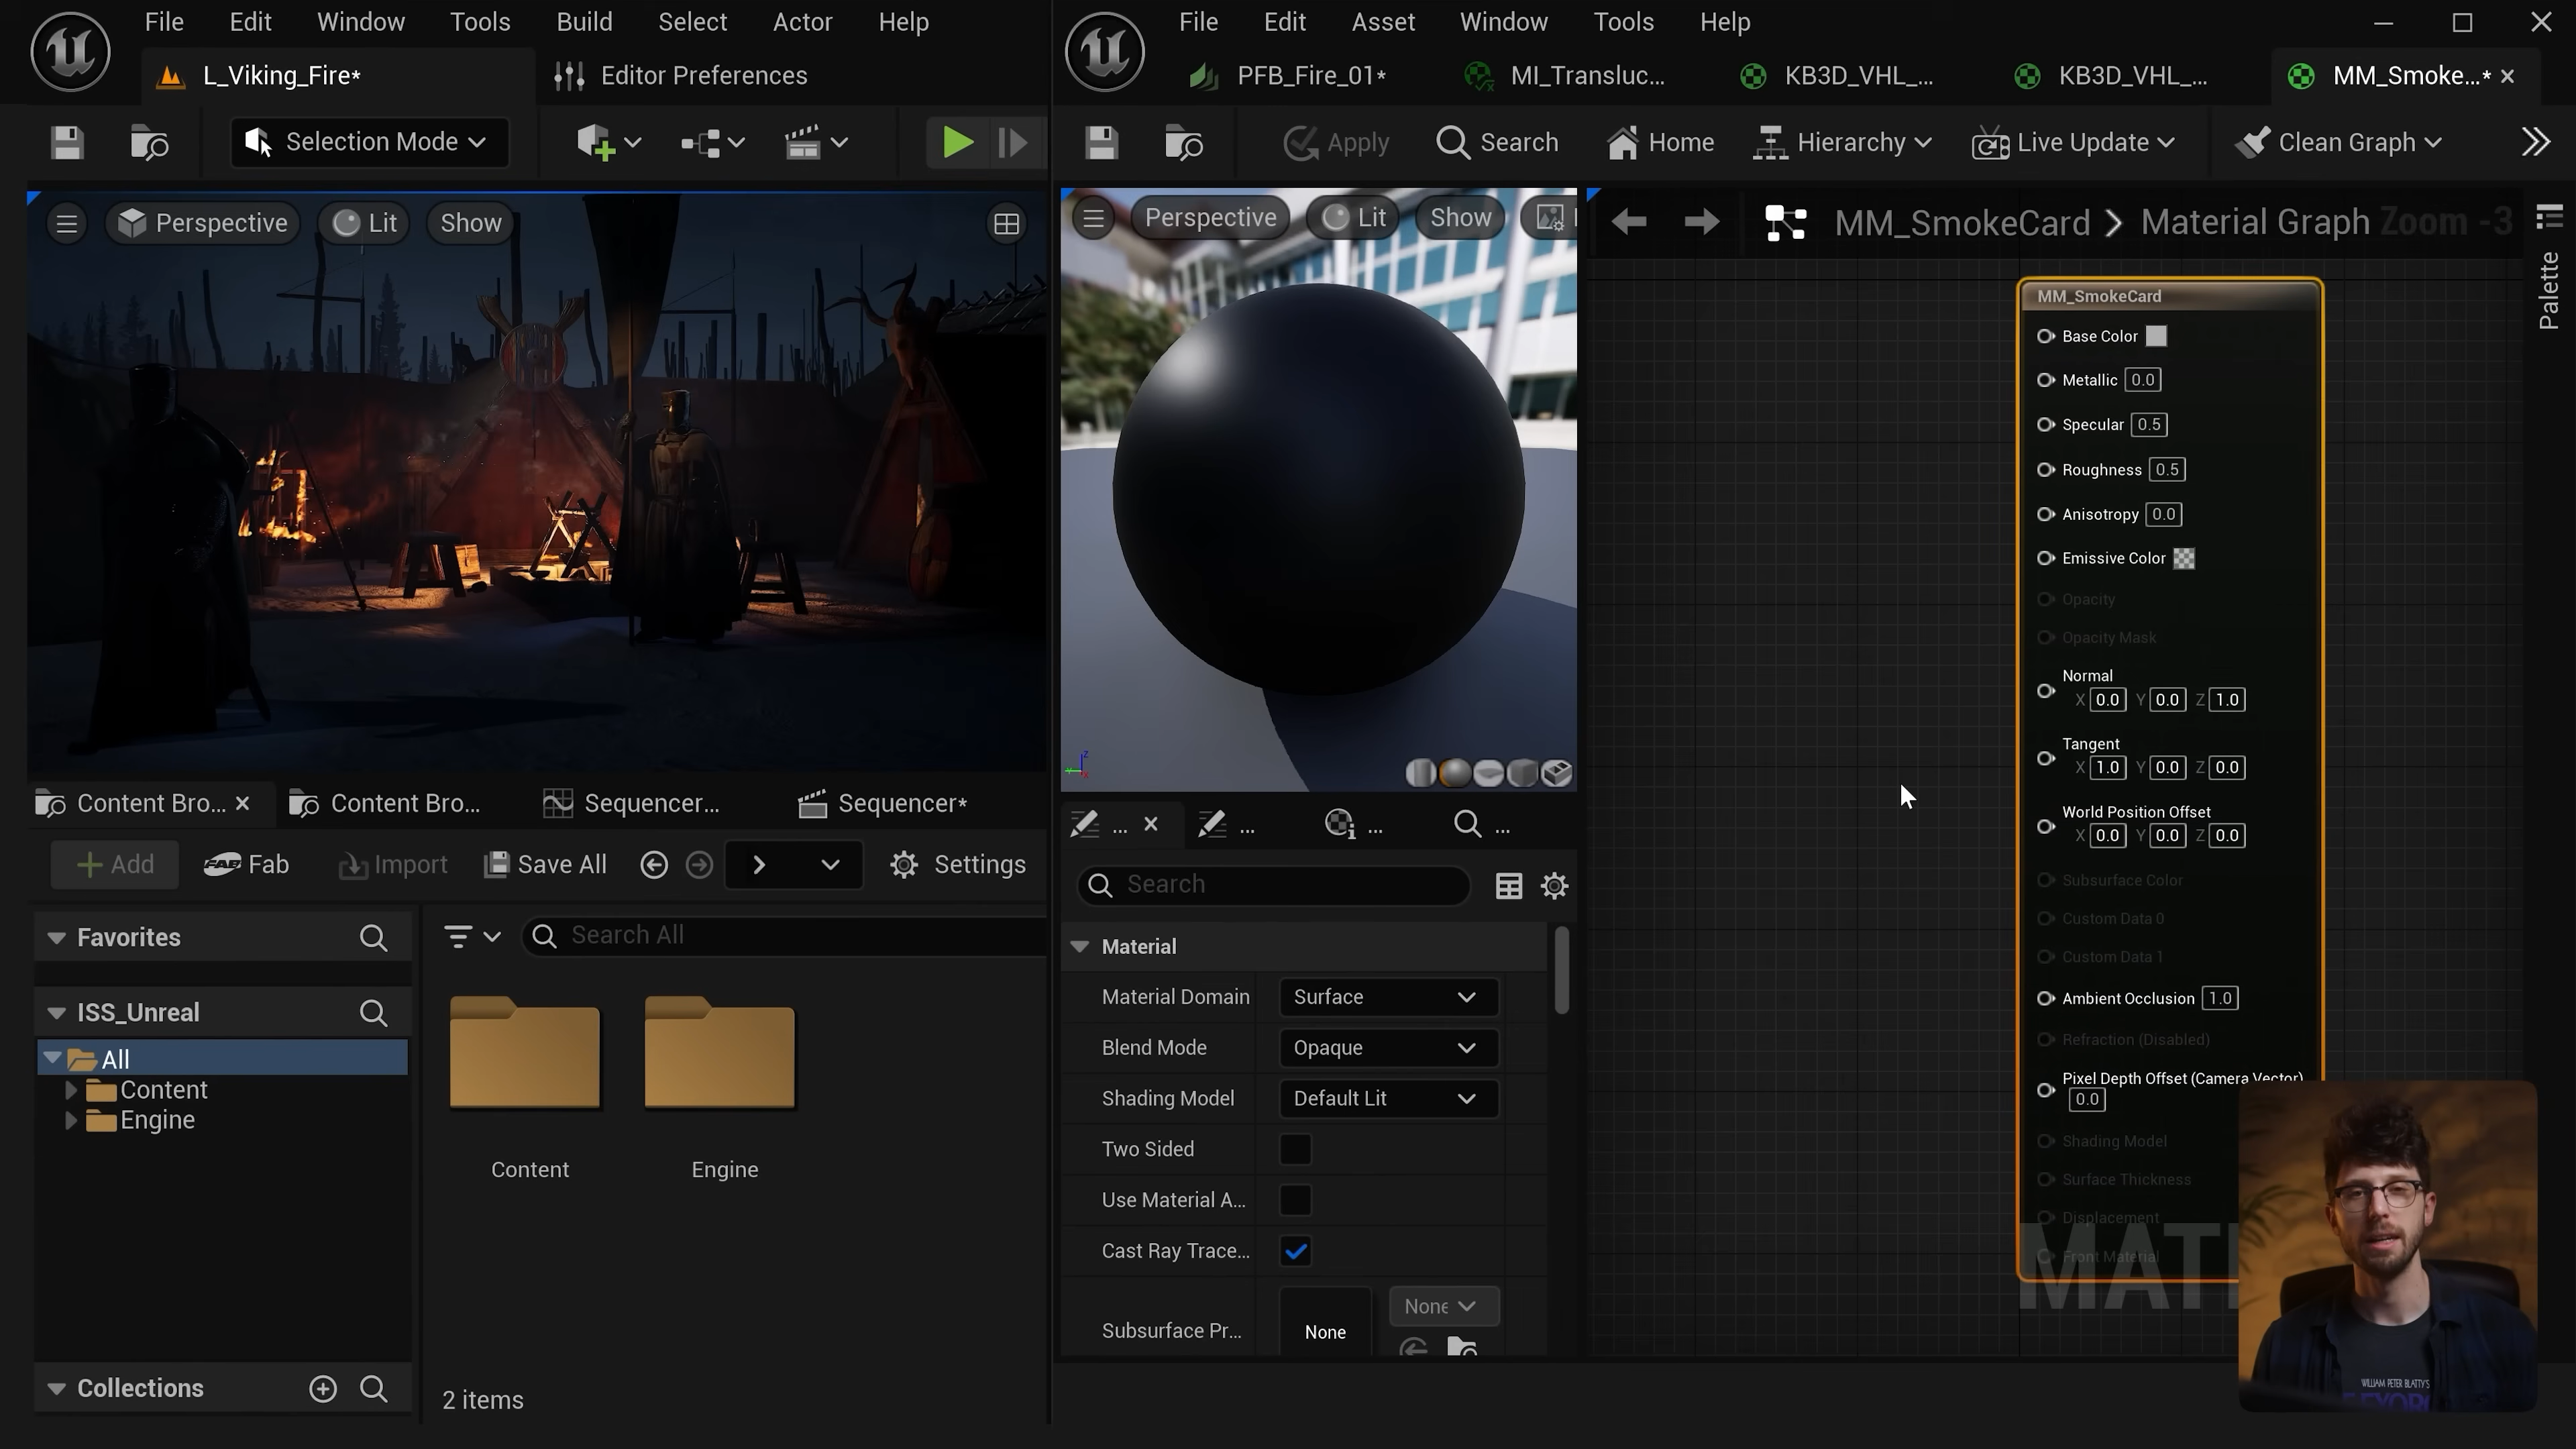 File Edit Window Tools Build Select Actor Help
L_Viking_Fire*
Editor Preferences
Selection Mode
Perspective Lit Show
Content Bro...
Content Bro...
Sequencer...
Sequencer*
Add
Fab
Import
Save All
Settings
Favorites
Search All
ISS_Unreal
All
Content
Engine
Content
Engine
Collections
2 items
File Edit Asset Window Tools Help
PFB_Fire_01*
MI_Transluc...
KB3D_VHL_...
KB3D_VHL_...
MM_Smoke...*
Apply
Search
Home
Hierarchy
Live Update
Clean Graph
Perspective Lit Show
MM_SmokeCard > Material Graph Zoom -3
Palette
...
...
...
...
Search
Material
Material Domain Surface
Blend Mode Opaque
Shading Model Default Lit
Two Sided
Use Material A...
Cast Ray Trace...
Subsurface Pr... None None
MM_SmokeCard
Base Color
Metallic 0.0
Specular 0.5
Roughness 0.5
Anisotropy 0.0
Emissive Color
Opacity
Opacity Mask
Normal
X 0.0 Y 0.0 Z 1.0
Tangent
X 1.0 Y 0.0 Z 0.0
World Position Offset
X 0.0 Y 0.0 Z 0.0
Subsurface Color
Custom Data 0
Custom Data 1
Ambient Occlusion 1.0
Refraction (Disabled)
Pixel Depth Offset (Camera Vector)
0.0
Shading Model
Surface Thickness
Displacement
Front Material
MAT
WILLIAM PETER BLATTY'S